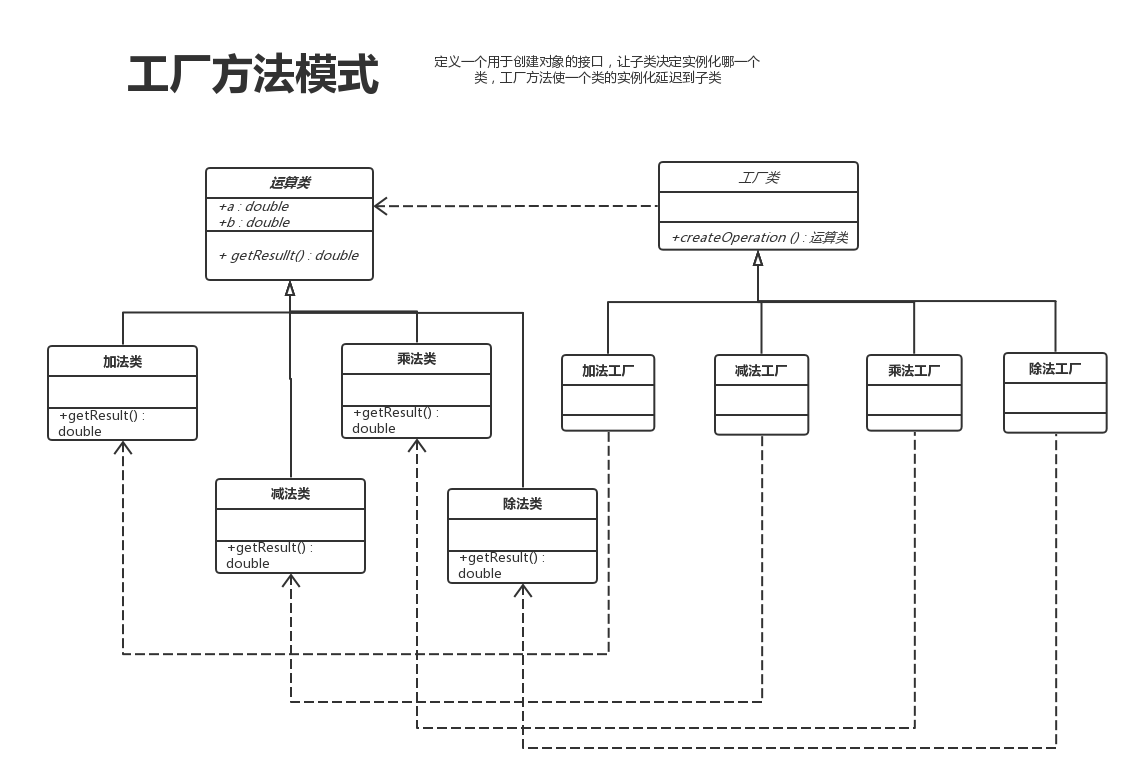 工厂方法模式
定义一个用于创建对象的接口，让子类决定实例化哪一个
类，工厂方法使一个类的实例化延迟到子类
运算类
+a : double
+b : double
+ getResullt() : double
工厂类
+createOperation () : 运算类
加法类
+getResult() :
double
乘法类
+getResult() :
double
加法工厂
减法工厂
乘法工厂
除法工厂
减法类
+getResult() :
double
除法类
+getResult() :
double